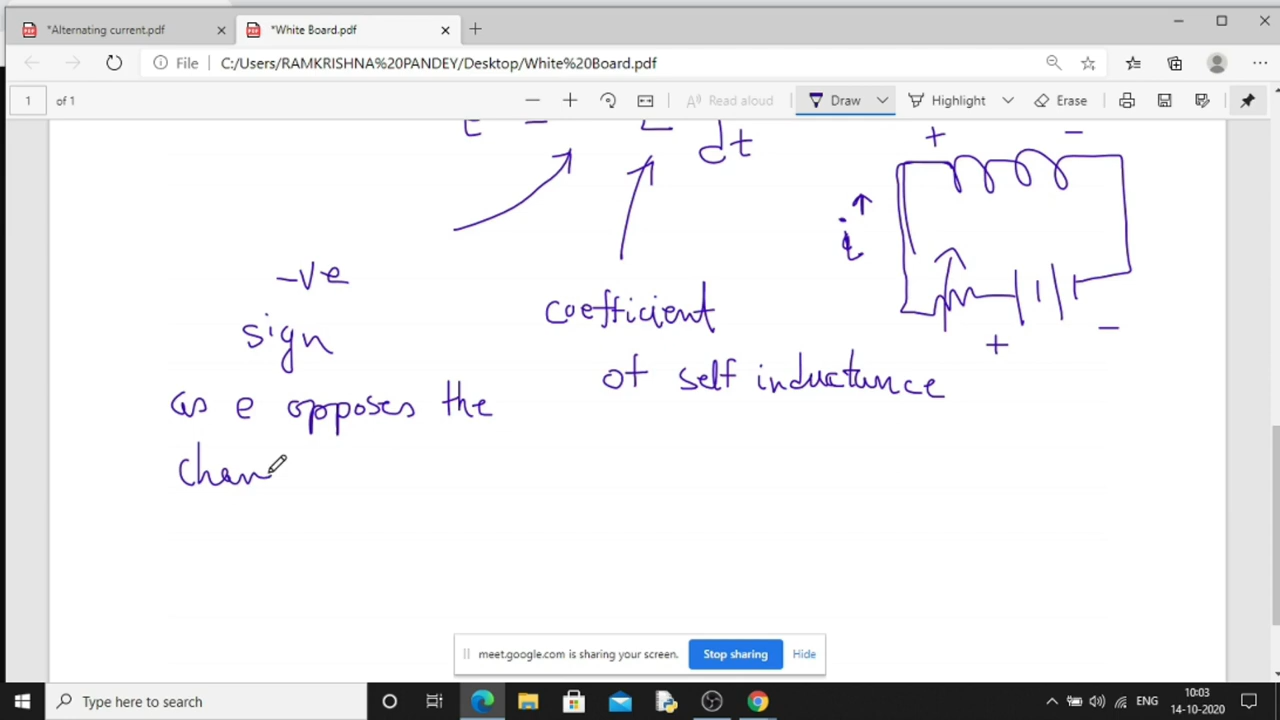 *Alternating current.pdf
*White Board.pdf
File
C:/Users/RAMKRISHNA%20PANDEY/Desktop/White%20Board.pdf
1 of 1
Read aloud
Draw
Highlight
Erase
dt
+ -
i
+ -
-ve
sign
as e opposes the
chan
coefficient
of self inductance
meet.google.com is sharing your screen.
Stop sharing
Hide
Type here to search
ENG
10:03
14-10-2020